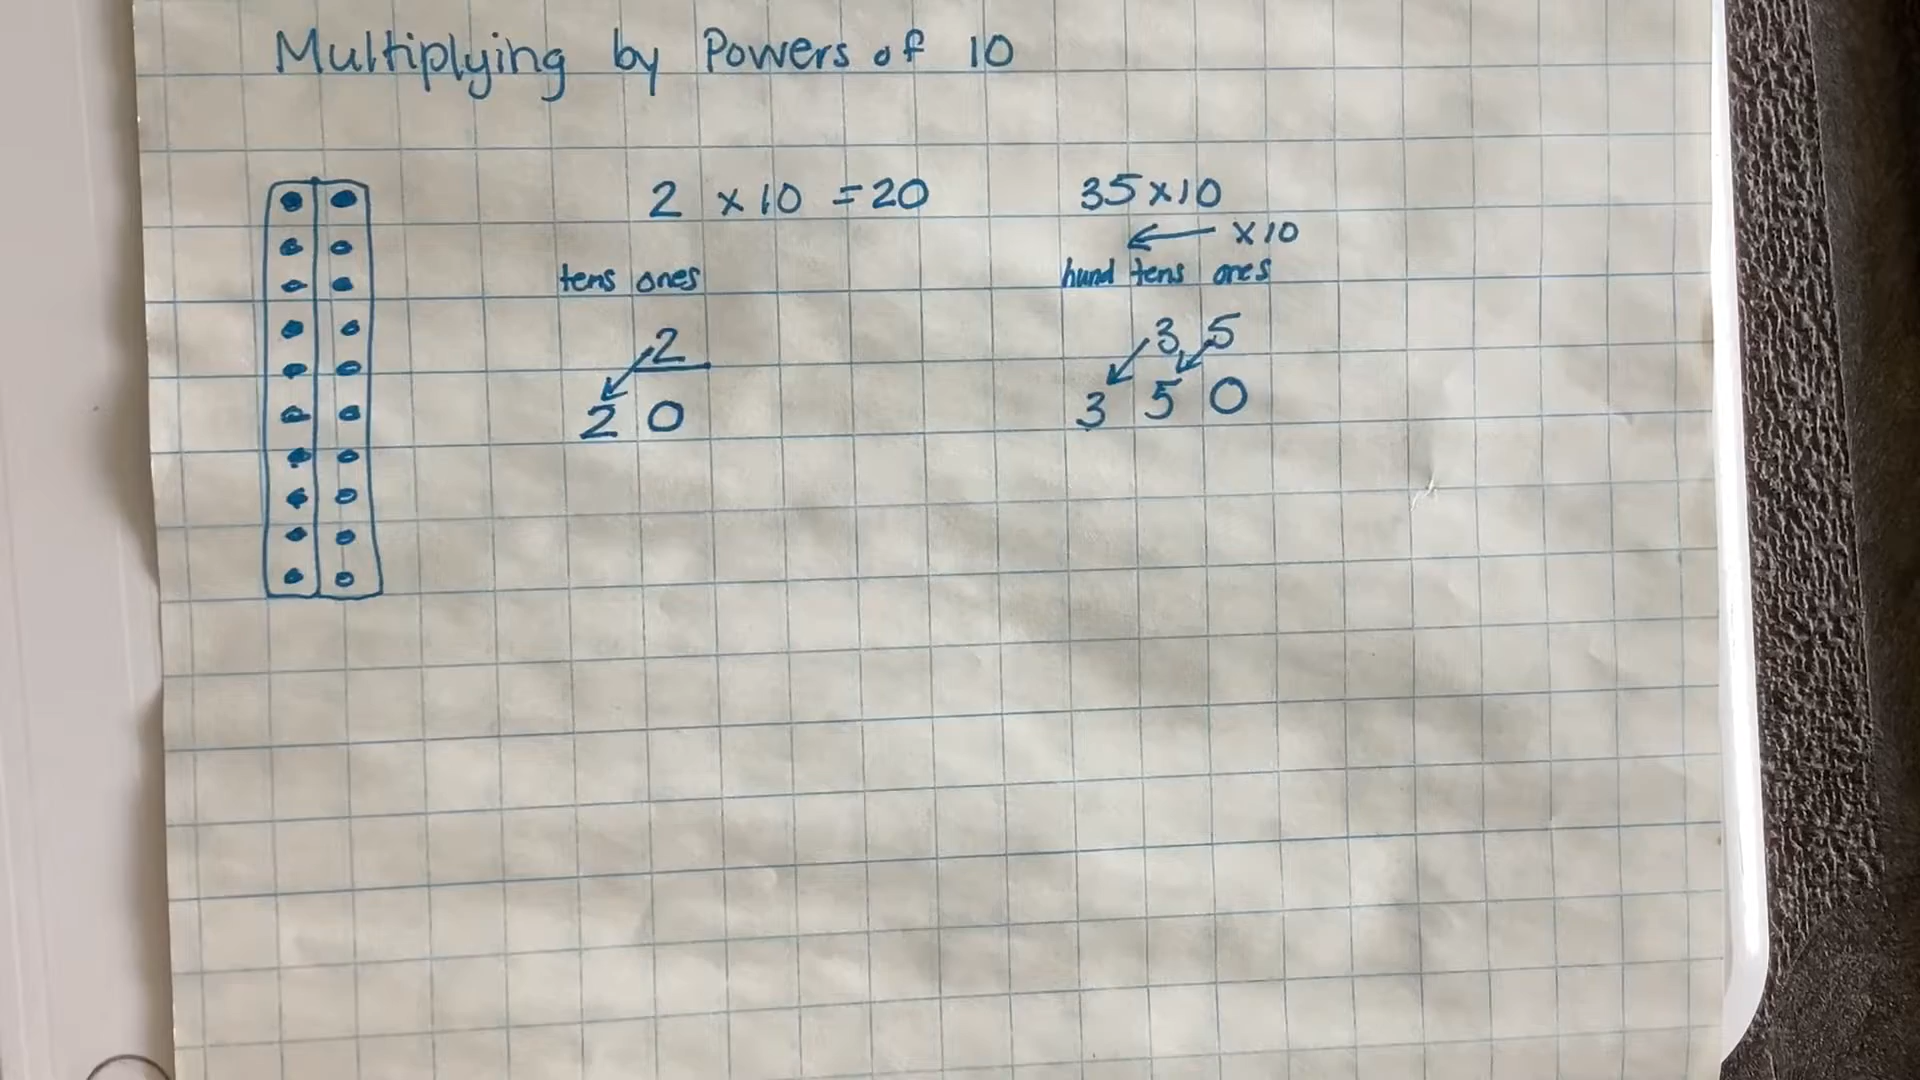 Multiplying by Powers of 10
2 x 10 = 20
tens ones
2
2 0
35 x 10
← x 10
hund tens ones
3 5
3 5 0